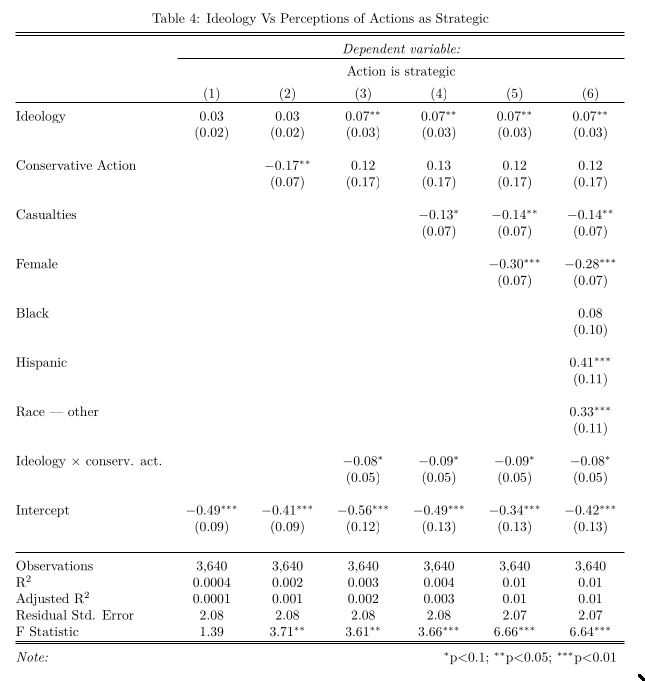 Table 4: Ideology Vs Perceptions of Actions as Strategic
Dependent variable:
Action is strategic
(1) (2) (3) (4) (5) (6)
Ideology 0.03 0.03 0.07** 0.07** 0.07** 0.07**
(0.02) (0.02) (0.03) (0.03) (0.03) (0.03)
Conservative Action −0.17** 0.12 0.13 0.12 0.12
(0.07) (0.17) (0.17) (0.17) (0.17)
Casualties −0.13* −0.14** −0.14**
(0.07) (0.07) (0.07)
Female −0.30*** −0.28***
(0.07) (0.07)
Black 0.08
(0.10)
Hispanic 0.41***
(0.11)
Race — other 0.33***
(0.11)
Ideology × conserv. act. −0.08* −0.09* −0.09* −0.08*
(0.05) (0.05) (0.05) (0.05)
Intercept −0.49*** −0.41*** −0.56*** −0.49*** −0.34*** −0.42***
(0.09) (0.09) (0.12) (0.13) (0.13) (0.13)
Observations 3,640 3,640 3,640 3,640 3,640 3,640
R² 0.0004 0.002 0.003 0.004 0.01 0.01
Adjusted R² 0.0001 0.001 0.002 0.003 0.01 0.01
Residual Std. Error 2.08 2.08 2.08 2.08 2.07 2.07
F Statistic 1.39 3.71** 3.61** 3.66*** 6.66*** 6.64***
Note: *p<0.1; **p<0.05; ***p<0.01